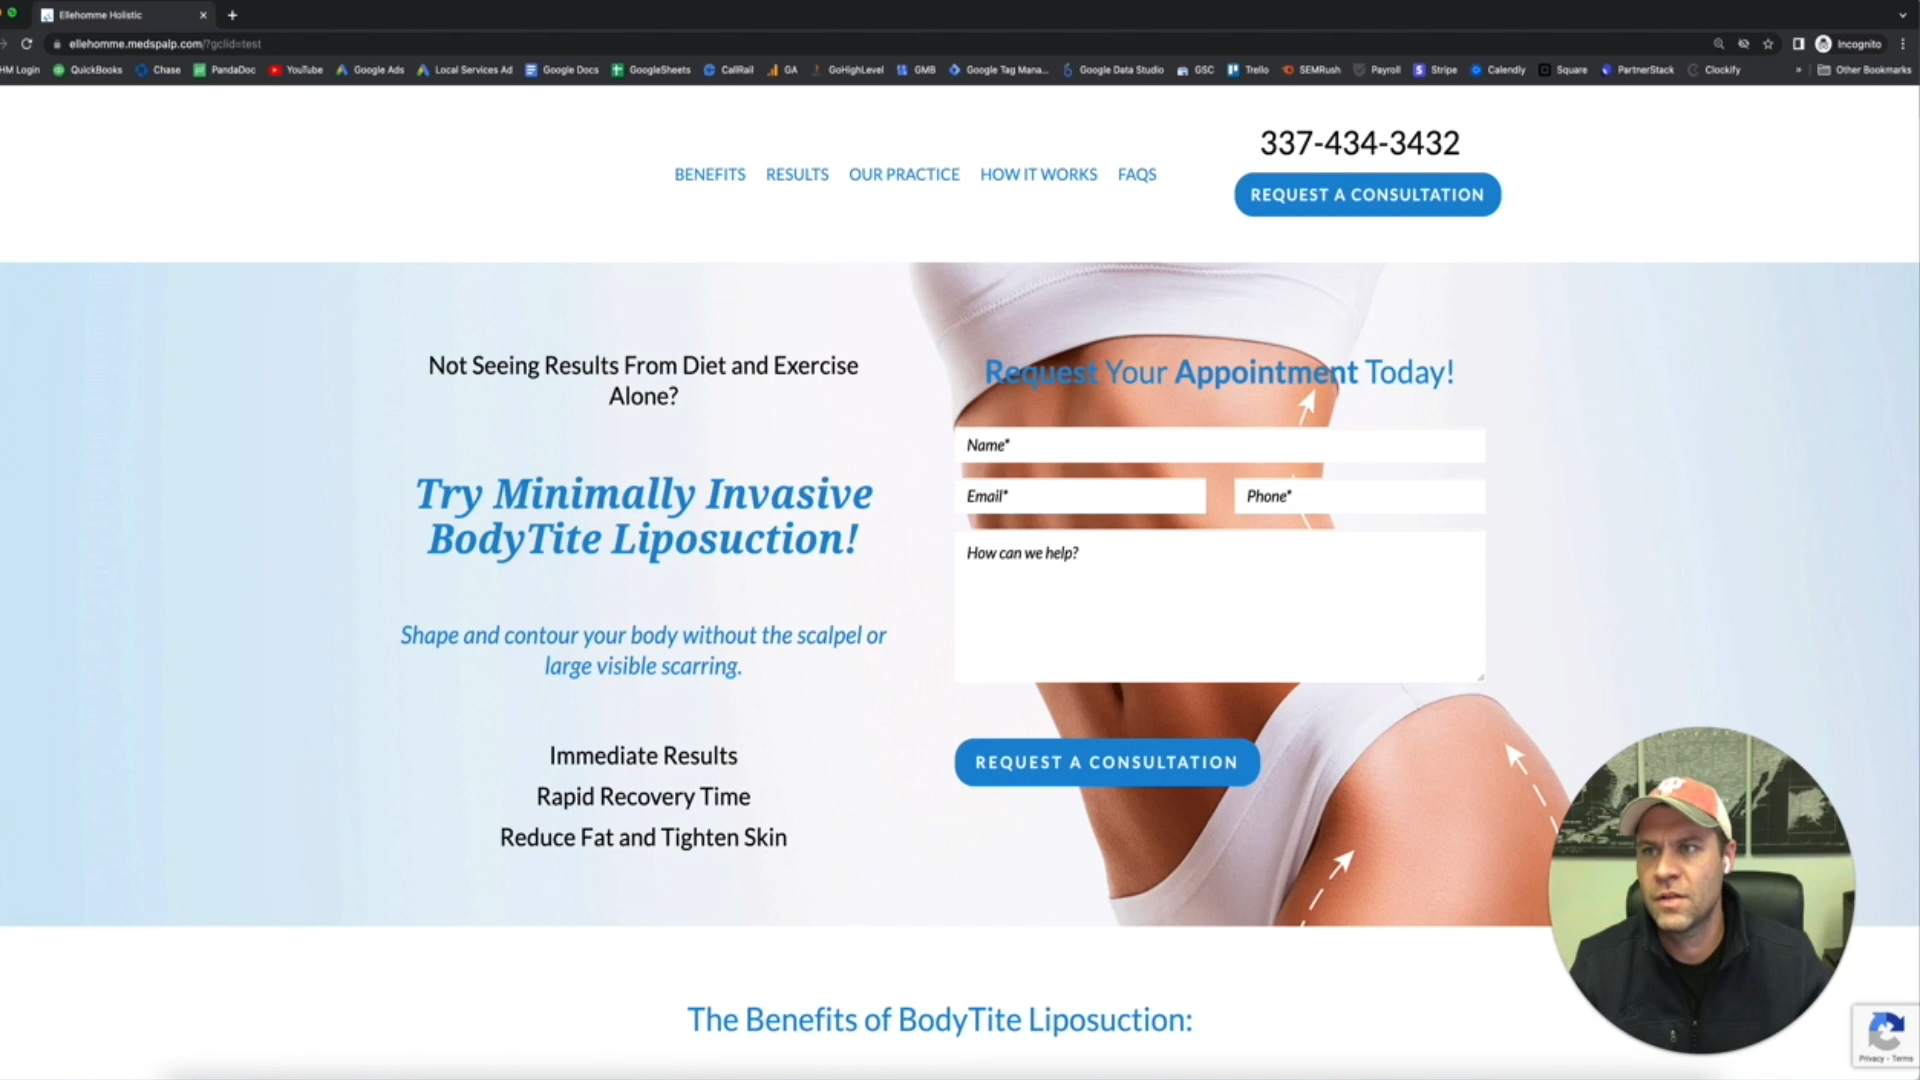 Ellehomme Holistic
ellehomme.medspalp.com/?gclid=test
Incognito
HM Login
QuickBooks
Chase
PandaDoc
YouTube
Google Ads
Local Services Ad
Google Docs
GoogleSheets
CallRail
GA
GoHighLevel
GMB
Google Tag Mana...
Google Data Studio
GSC
Trello
SEMRush
Payroll
Stripe
Calendly
Square
PartnerStack
Clockify
»
Other Bookmarks
337-434-3432
BENEFITS
RESULTS
OUR PRACTICE
HOW IT WORKS
FAQS
REQUEST A CONSULTATION
Not Seeing Results From Diet and Exercise
Alone?
Try Minimally Invasive
BodyTite Liposuction!
Shape and contour your body without the scalpel or
large visible scarring.
Immediate Results
Rapid Recovery Time
Reduce Fat and Tighten Skin
Request Your Appointment Today!
Name*
Email*
Phone*
How can we help?
REQUEST A CONSULTATION
The Benefits of BodyTite Liposuction:
Privacy - Terms